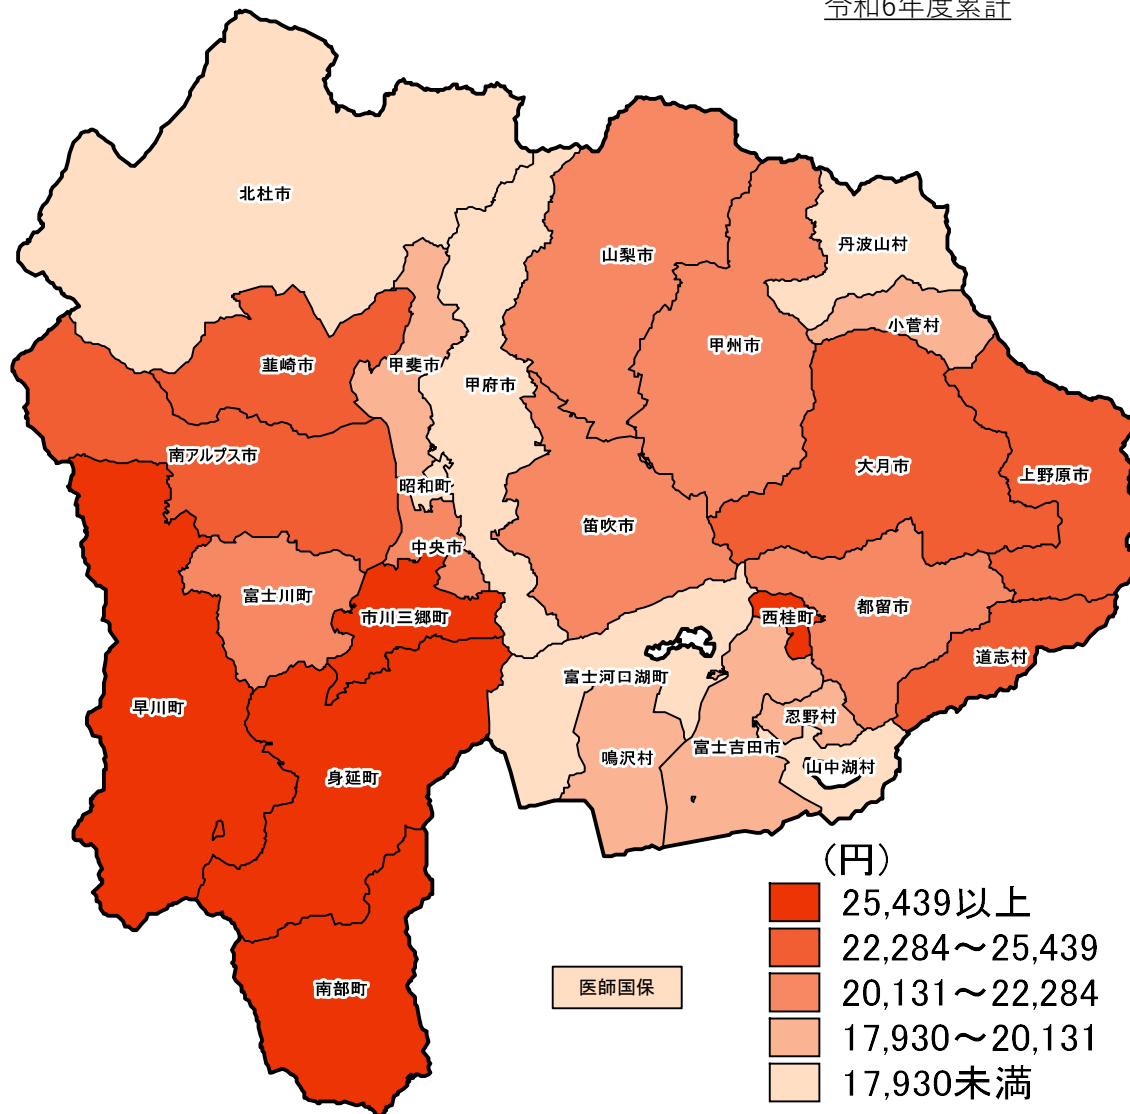 令和6年度累計
北杜市
丹波山村
山梨市
小菅村
甲州市
韮崎市
甲斐市
甲府市
南アルプス市
大月市
上野原市
昭和町
笛吹市
中央市
富士川町
市川三郷町
西桂町
都留市
道志村
富士河口湖町
早川町
忍野村
富士吉田市
鳴沢村
山中湖村
身延町
南部町
医師国保
(円)
25,439以上
22,284～25,439
20,131～22,284
17,930～20,131
17,930未満